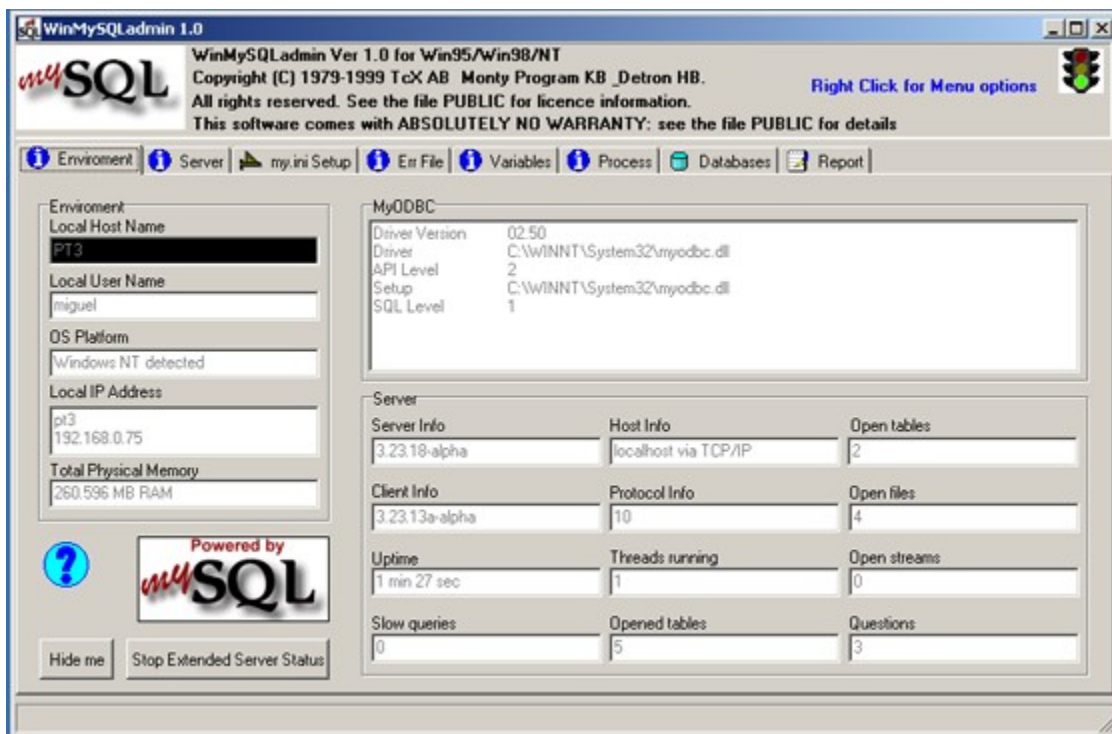 WinMySQLadmin 1.0
mySQL
WinMySQLadmin Ver 1.0 for Win95/Win98/NT
Copyright (C) 1979-1999 TcX AB Monty Program KB _Detron HB.
All rights reserved. See the file PUBLIC for licence information.
This software comes with ABSOLUTELY NO WARRANTY: see the file PUBLIC for details
Right Click for Menu options
Enviroment Server my.ini Setup Err File Variables Process Databases Report
Enviroment
Local Host Name
PT3
Local User Name
miguel
OS Platform
Windows NT detected
Local IP Address
pt3
192.168.0.75
Total Physical Memory
260.596 MB RAM
Powered by
mySQL
Hide me
Stop Extended Server Status
MyODBC
Driver Version 02.50
Driver C:\WINNT\System32\myodbc.dll
API Level 2
Setup C:\WINNT\System32\myodbc.dll
SQL Level 1
Server
Server Info Host Info Open tables
3.23.18-alpha localhost via TCP/IP 2
Client Info Protocol Info Open files
3.23.13a-alpha 10 4
Uptime Threads running Open streams
1 min 27 sec 1 0
Slow queries Opened tables Questions
0 5 3